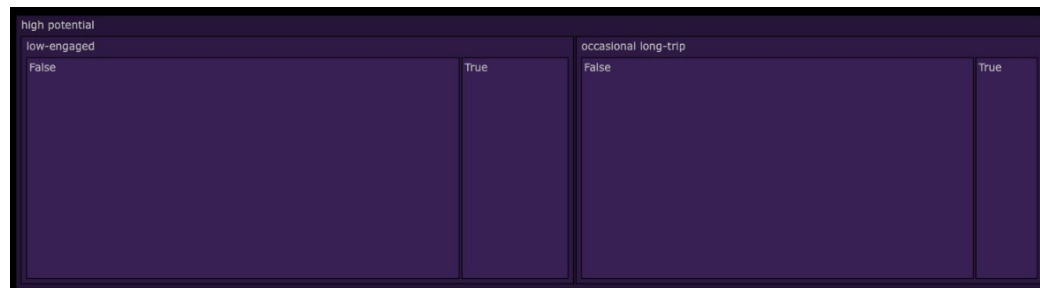 high potential
low-engaged
occasional long-trip
False
True
False
True